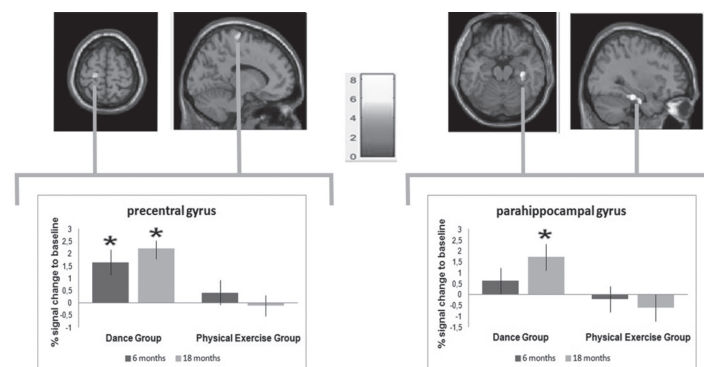 8
6
4
2
0
precentral gyrus
% signal change to baseline
3
2,5
2
1,5
1
0,5
0
-0,5
-1
*
*
Dance Group
Physical Exercise Group
6 months
18 months
parahippocampal gyrus
% signal change to baseline
3
2,5
2
1,5
1
0,5
0
-0,5
-1
-1,5
*
Dance Group
Physical Exercise Group
6 months
18 months